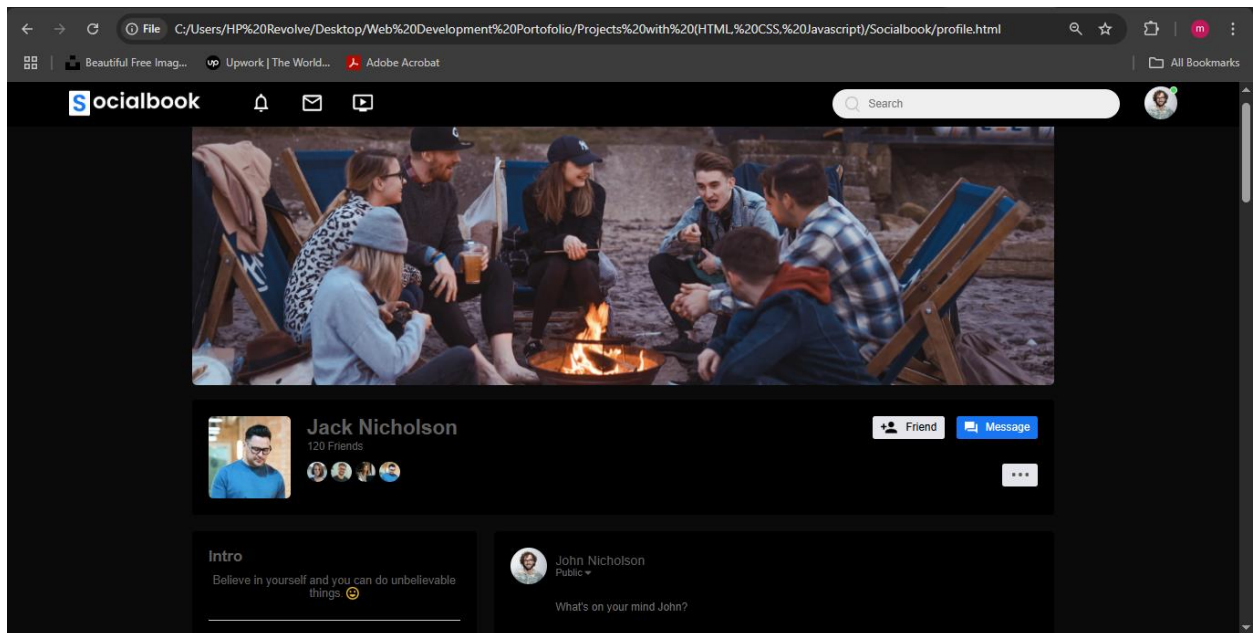 File C:/Users/HP%20Revolve/Desktop/Web%20Development%20Portofolio/Projects%20with%20(HTML,%20CSS,%20Javascript)/Socialbook/profile.html m
Beautiful Free Imag... up Upwork | The World... Adobe Acrobat All Bookmarks
Socialbook Search
Jack Nicholson
120 Friends
Friend Message
Intro
Believe in yourself and you can do unbelievable
things.
John Nicholson
Public
What's on your mind John?